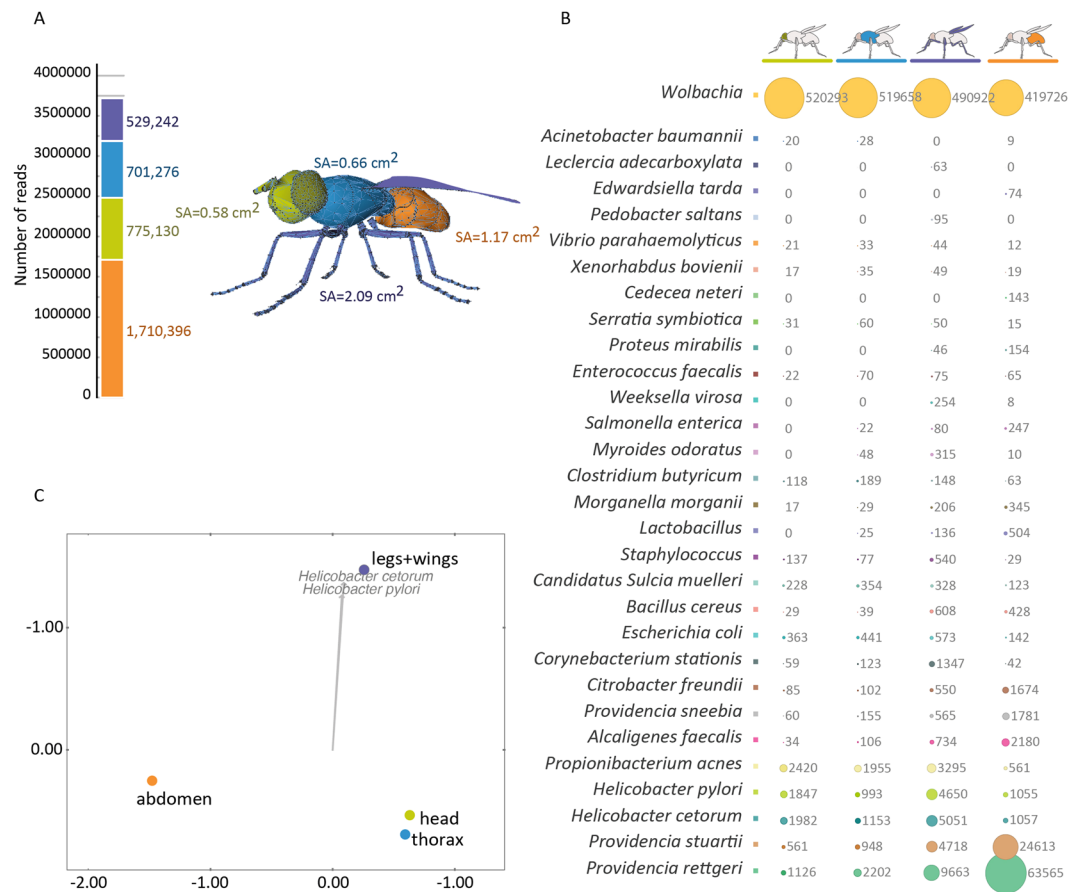 A
4000000
3500000
3000000
2500000
2000000
1500000
1000000
500000
0
Number of reads
529,242
701,276
775,130
1,710,396
SA=0.66 cm2
SA=0.58 cm2
SA=1.17 cm2
SA=2.09 cm2
B
Wolbachia 520293 519658 490922 419726
Acinetobacter baumannii 20 28 0 9
Leclercia adecarboxylata 0 0 63 0
Edwardsiella tarda 0 0 0 74
Pedobacter saltans 0 0 95 0
Vibrio parahaemolyticus 21 33 44 12
Xenorhabdus bovienii 17 35 49 19
Cedecea neteri 0 0 0 143
Serratia symbiotica 31 60 50 15
Proteus mirabilis 0 0 46 154
Enterococcus faecalis 22 70 75 65
Weeksella virosa 0 0 254 8
Salmonella enterica 0 22 80 247
Myroides odoratus 0 48 315 10
Clostridium butyricum 118 189 148 63
Morganella morganii 17 29 206 345
Lactobacillus 0 25 136 504
Staphylococcus 137 77 540 29
Candidatus Sulcia muelleri 228 354 328 123
Bacillus cereus 29 39 608 428
Escherichia coli 363 441 573 142
Corynebacterium stationis 59 123 1347 42
Citrobacter freundii 85 102 550 1674
Providencia sneebia 60 155 565 1781
Alcaligenes faecalis 34 106 734 2180
Propionibacterium acnes 2420 1955 3295 561
Helicobacter pylori 1847 993 4650 1055
Helicobacter cetorum 1982 1153 5051 1057
Providencia stuartii 561 948 4718 24613
Providencia rettgeri 1126 2202 9663 63565
C
legs+wings
Helicobacter cetorum
Helicobacter pylori
-1.00
0.00
abdomen
head
thorax
-2.00 -1.00 0.00 -1.00